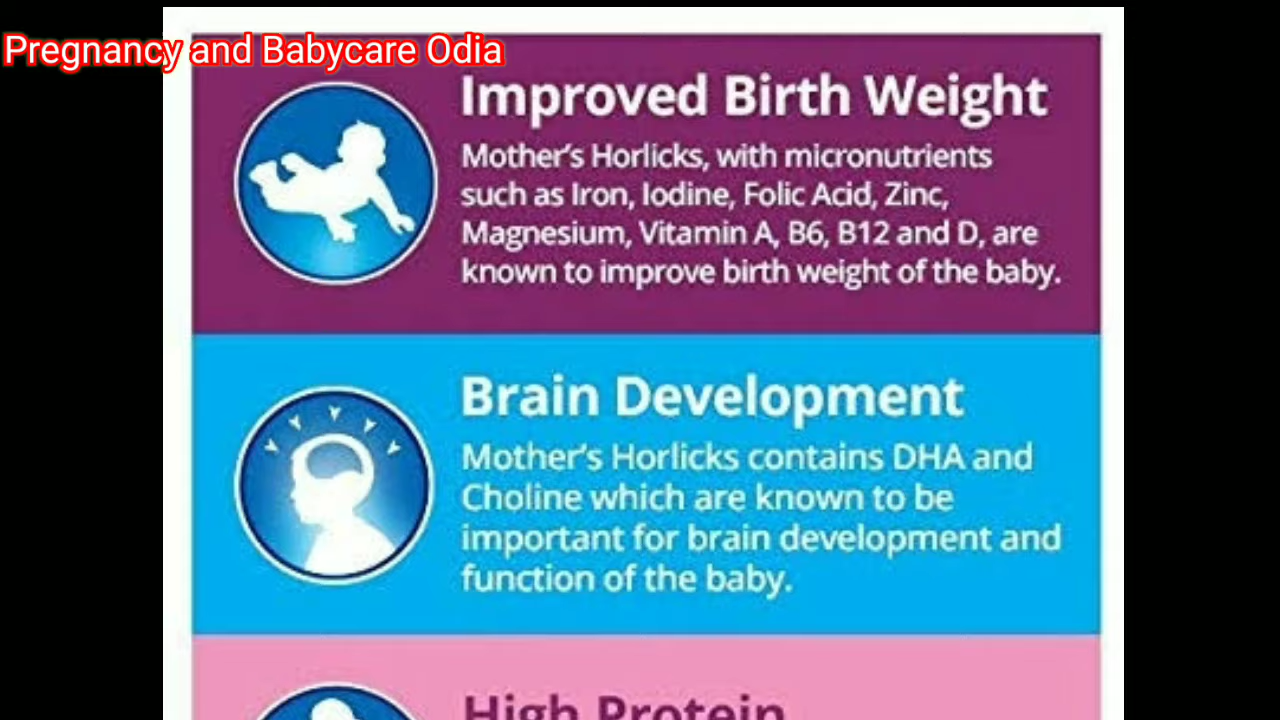 Pregnancy and Babycare Odia
Improved Birth Weight
Mother's Horlicks, with micronutrients
such as Iron, Iodine, Folic Acid, Zinc,
Magnesium, Vitamin A, B6, B12 and D, are
known to improve birth weight of the baby.
Brain Development
Mother's Horlicks contains DHA and
Choline which are known to be
important for brain development and
function of the baby.
High Protein